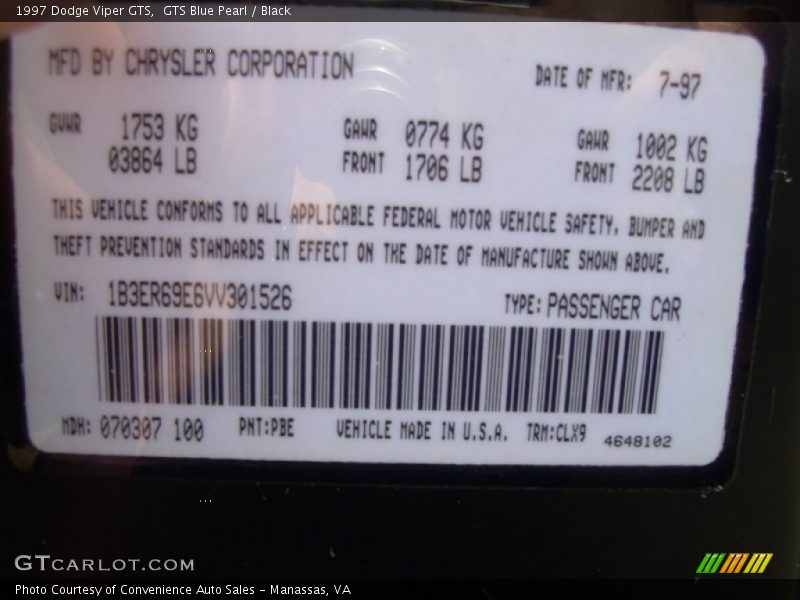 1997 Dodge Viper GTS,  GTS Blue Pearl / Black
MFD BY CHRYSLER CORPORATION
DATE OF MFR: 7-97
GVWR 1753 KG
03864 LB
GAWR 0774 KG
FRONT 1706 LB
GAWR 1002 KG
FRONT 2208 LB
THIS VEHICLE CONFORMS TO ALL APPLICABLE FEDERAL MOTOR VEHICLE SAFETY, BUMPER AND
THEFT PREVENTION STANDARDS IN EFFECT ON THE DATE OF MANUFACTURE SHOWN ABOVE.
VIN: 1B3ER69E6VV301526
TYPE: PASSENGER CAR
MDH: 070307 100 PNT:PBE VEHICLE MADE IN U.S.A. TRM:CLX9 4648102
GTCARLOT.COM
Photo Courtesy of Convenience Auto Sales - Manassas, VA